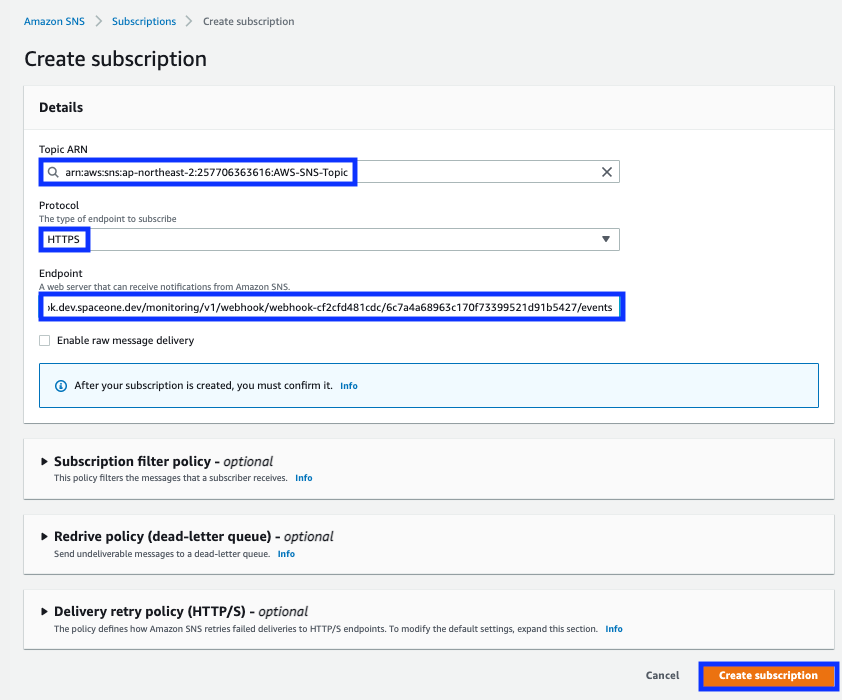 Amazon SNS > Subscriptions > Create subscription
Create subscription
Details
Topic ARN
arn:aws:sns:ap-northeast-2:257706363616:AWS-SNS-Topic
Protocol
The type of endpoint to subscribe
HTTPS
Endpoint
A web server that can receive notifications from Amazon SNS.
ok.dev.spaceone.dev/monitoring/v1/webhook/webhook-cf2cfd481cdc/6c7a4a68963c170f73399521d91b5427/events
Enable raw message delivery
After your subscription is created, you must confirm it. Info
Subscription filter policy - optional
This policy filters the messages that a subscriber receives. Info
Redrive policy (dead-letter queue) - optional
Send undeliverable messages to a dead-letter queue. Info
Delivery retry policy (HTTP/S) - optional
The policy defines how Amazon SNS retries failed deliveries to HTTP/S endpoints. To modify the default settings, expand this section. Info
Cancel Create subscription